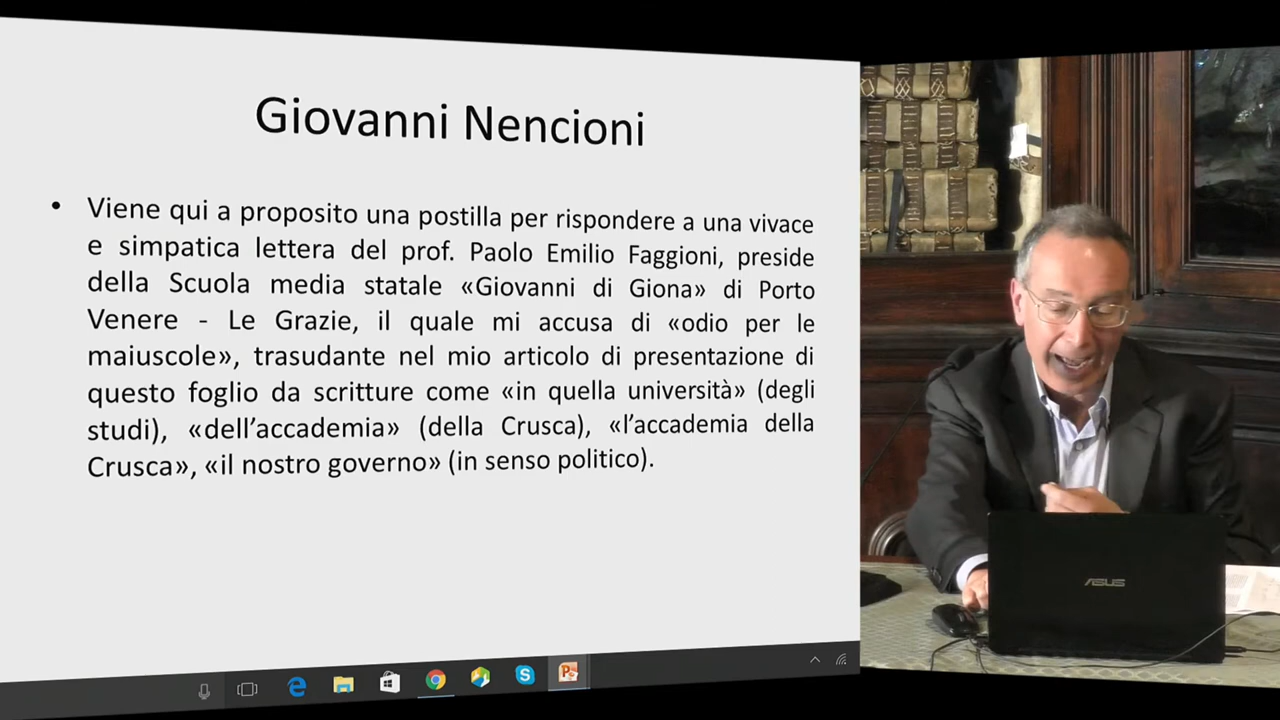 Giovanni Nencioni
• Viene qui a proposito una postilla per rispondere a una vivace
e simpatica lettera del prof. Paolo Emilio Faggioni, preside
della Scuola media statale «Giovanni di Giona» di Porto
Venere - Le Grazie, il quale mi accusa di «odio per le
maiuscole», trasudante nel mio articolo di presentazione di
questo foglio da scritture come «in quella università» (degli
studi), «dell’accademia» (della Crusca), «l’accademia della
Crusca», «il nostro governo» (in senso politico).
ASUS